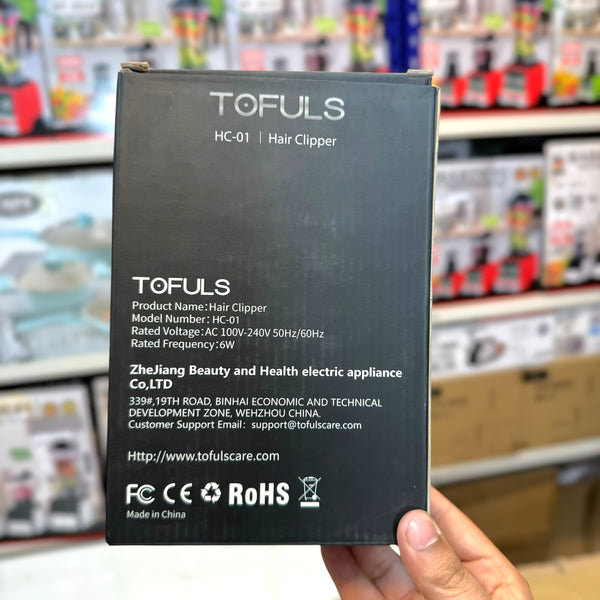 TOFULS
HC-01 | Hair Clipper
TOFULS
Product Name:Hair Clipper
Model Number: HC-01
Rated Voltage:AC 100V-240V 50Hz/60Hz
Rated Frequency:6W
ZheJiang Beauty and Health electric appliance
Co,LTD
339#,19TH ROAD, BINHAI ECONOMIC AND TECHNICAL
DEVELOPMENT ZONE, WEHZHOU CHINA.
Customer Support Email: support@tofulscare.com
Http://www.tofulscare.com
FC CE RoHS
Made in China